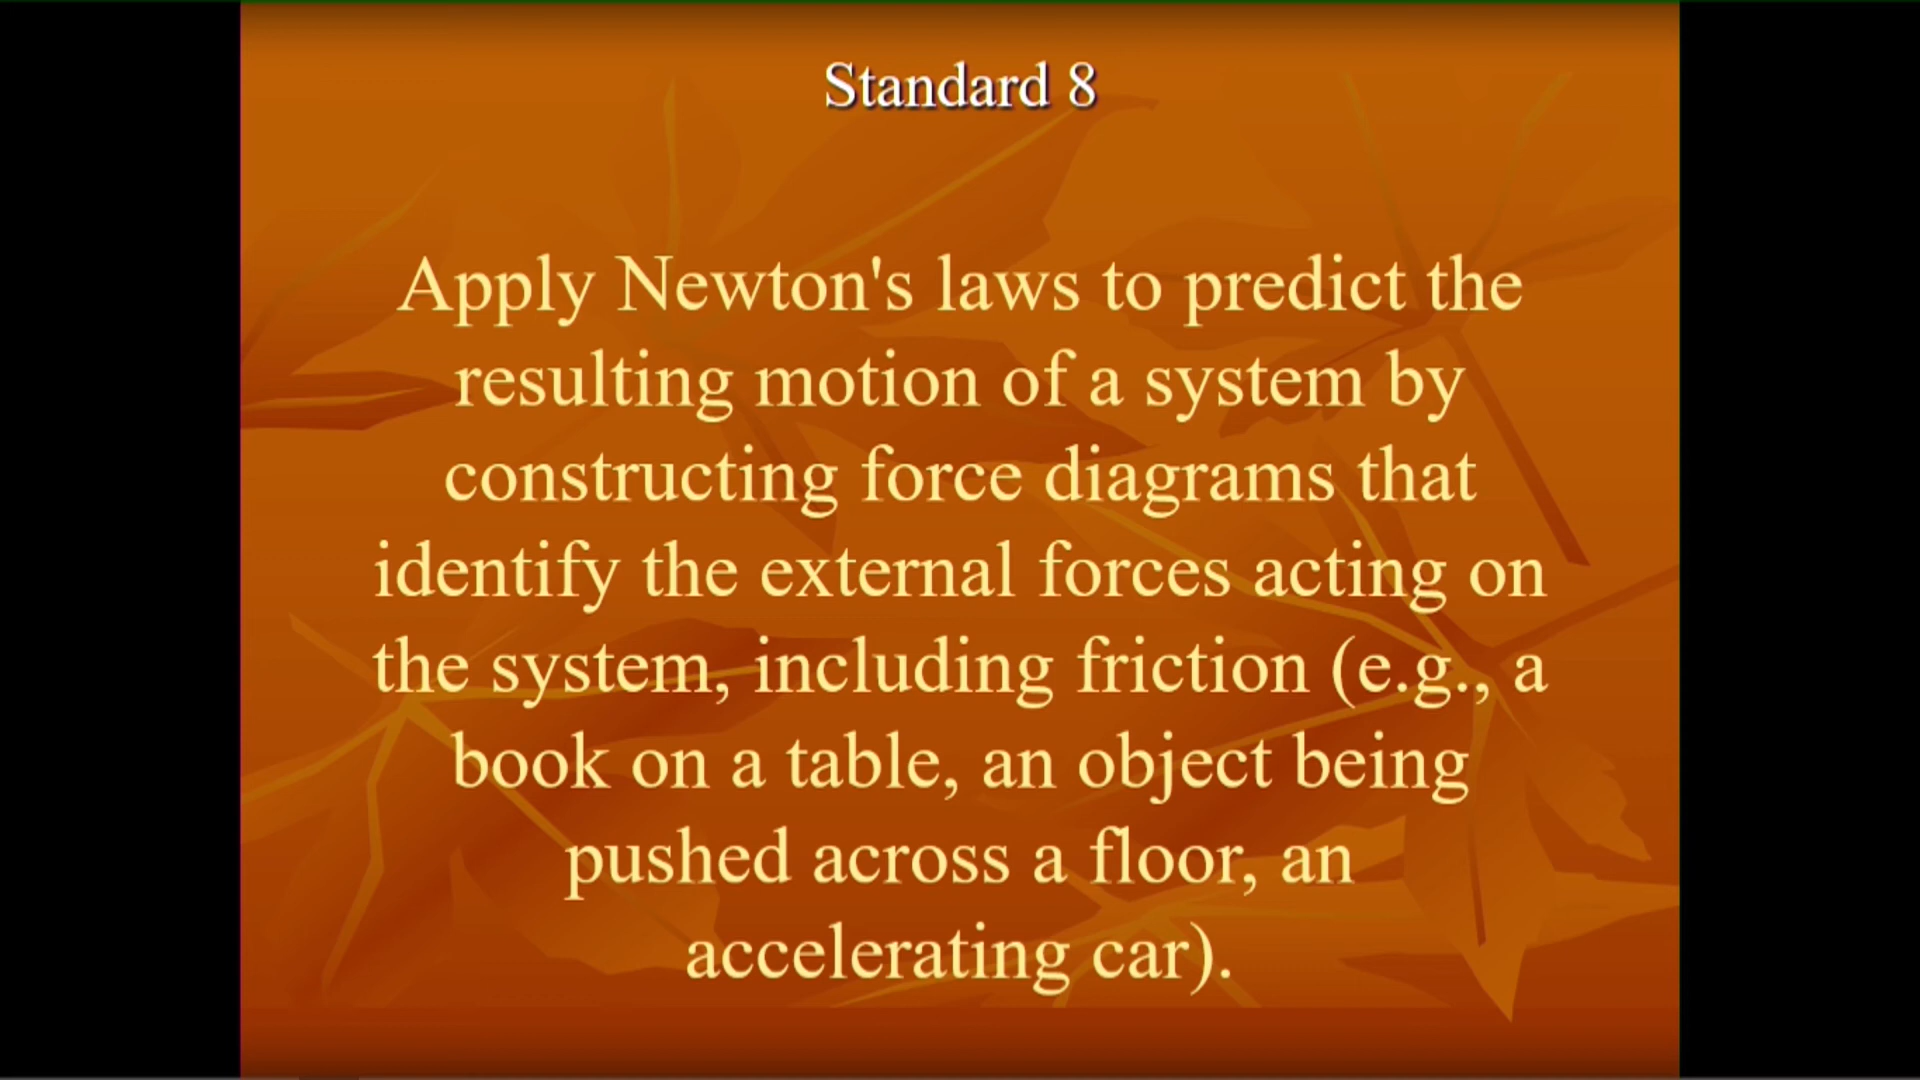 Standard 8
Apply Newton's laws to predict the
resulting motion of a system by
constructing force diagrams that
identify the external forces acting on
the system, including friction (e.g., a
book on a table, an object being
pushed across a floor, an
accelerating car).